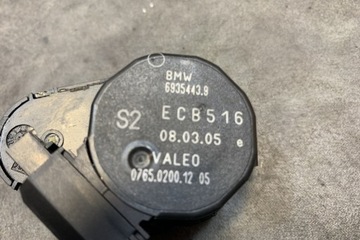 BMW
6935443.9
S2 ECB516
08.03.05 e
VALEO
0765.0200.12 05